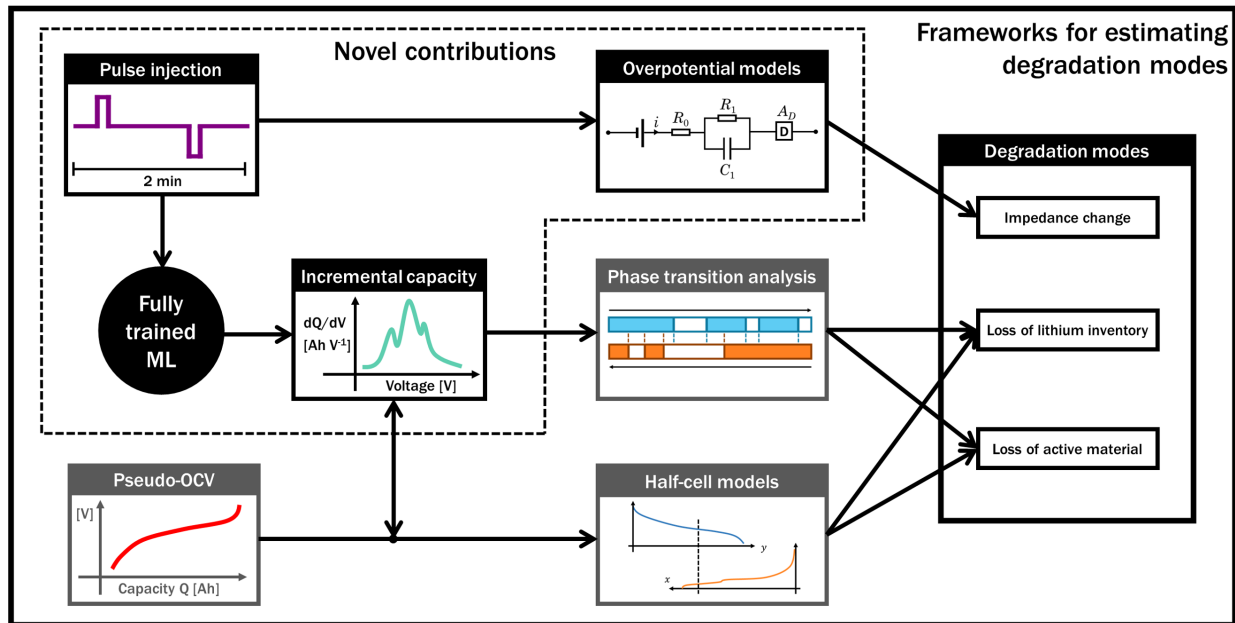 Novel contributions
Frameworks for estimating
degradation modes
Pulse injection
2 min
Overpotential models
i
R0
R1
C1
AD
D
Degradation modes
Impedance change
Loss of lithium inventory
Loss of active material
Fully
trained
ML
Incremental capacity
dQ/dV
[Ah V-1]
Voltage [V]
Phase transition analysis
Pseudo-OCV
[V]
Capacity Q [Ah]
Half-cell models
y
x